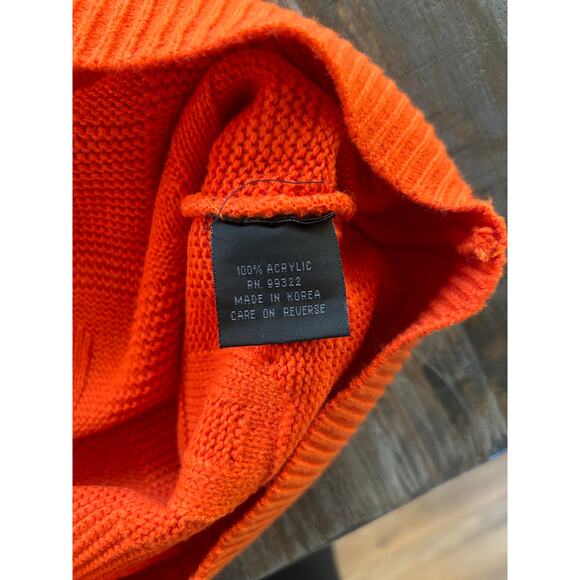 100% ACRYLIC
RN. 99322
MADE IN KOREA
CARE ON REVERSE